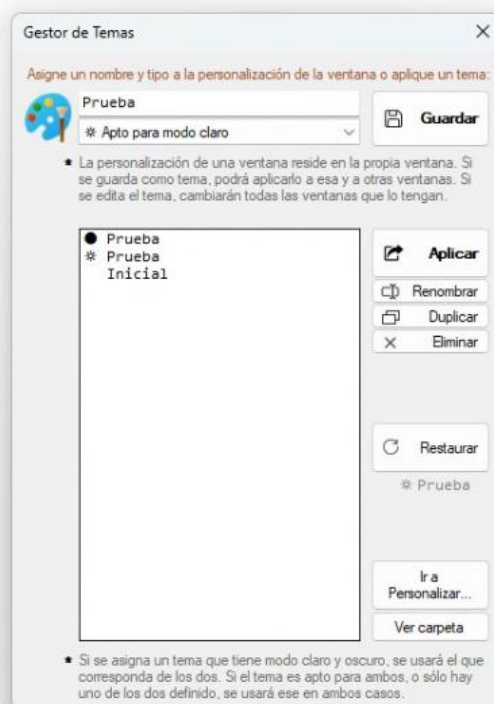 Gestor de Temas
Asigne un nombre y tipo a la personalización de la ventana o aplique un tema:
Prueba
Guardar
☼ Apto para modo claro
* La personalización de una ventana reside en la propia ventana. Si
se guarda como tema, podrá aplicarlo a esa y a otras ventanas. Si
se edita el tema, cambiarán todas las ventanas que lo tengan.
● Prueba
☼ Prueba
Inicial
Aplicar
Renombrar
Duplicar
Eliminar
Restaurar
☼ Prueba
Ir a
Personalizar...
Ver carpeta
* Si se asigna un tema que tiene modo claro y oscuro, se usará el que
corresponda de los dos. Si el tema es apto para ambos, o sólo hay
uno de los dos definido, se usará ese en ambos casos.